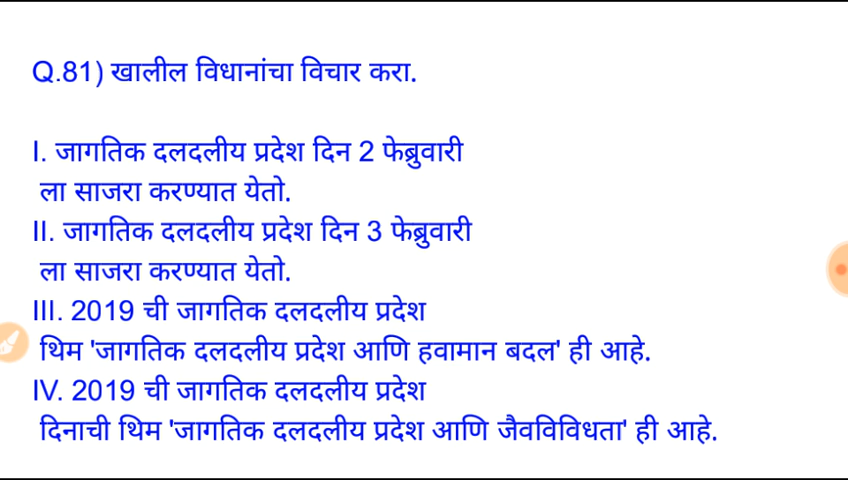 Q.81) खालील विधानांचा विचार करा.
I. जागतिक दलदलीय प्रदेश दिन 2 फेब्रुवारी
ला साजरा करण्यात येतो.
II. जागतिक दलदलीय प्रदेश दिन 3 फेब्रुवारी
ला साजरा करण्यात येतो.
III. 2019 ची जागतिक दलदलीय प्रदेश
थिम 'जागतिक दलदलीय प्रदेश आणि हवामान बदल' ही आहे.
IV. 2019 ची जागतिक दलदलीय प्रदेश
दिनाची थिम 'जागतिक दलदलीय प्रदेश आणि जैवविविधता' ही आहे.